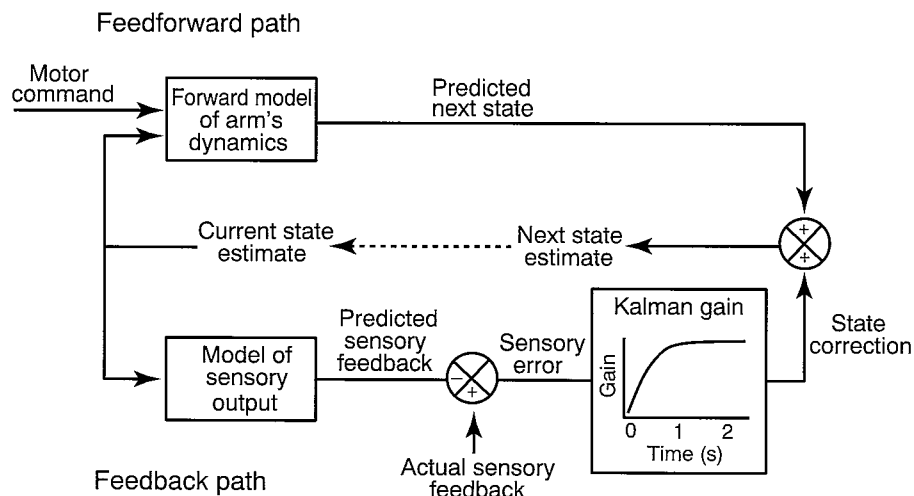 Feedforward path
Motor
command
Forward model
of arm's
dynamics
Predicted
next state
Current state
estimate
Next state
estimate
+
+
Model of
sensory
output
Predicted
sensory
feedback
−
+
Sensory
error
Kalman gain
Gain
0 1 2
Time (s)
State
correction
Actual sensory
feedback
Feedback path